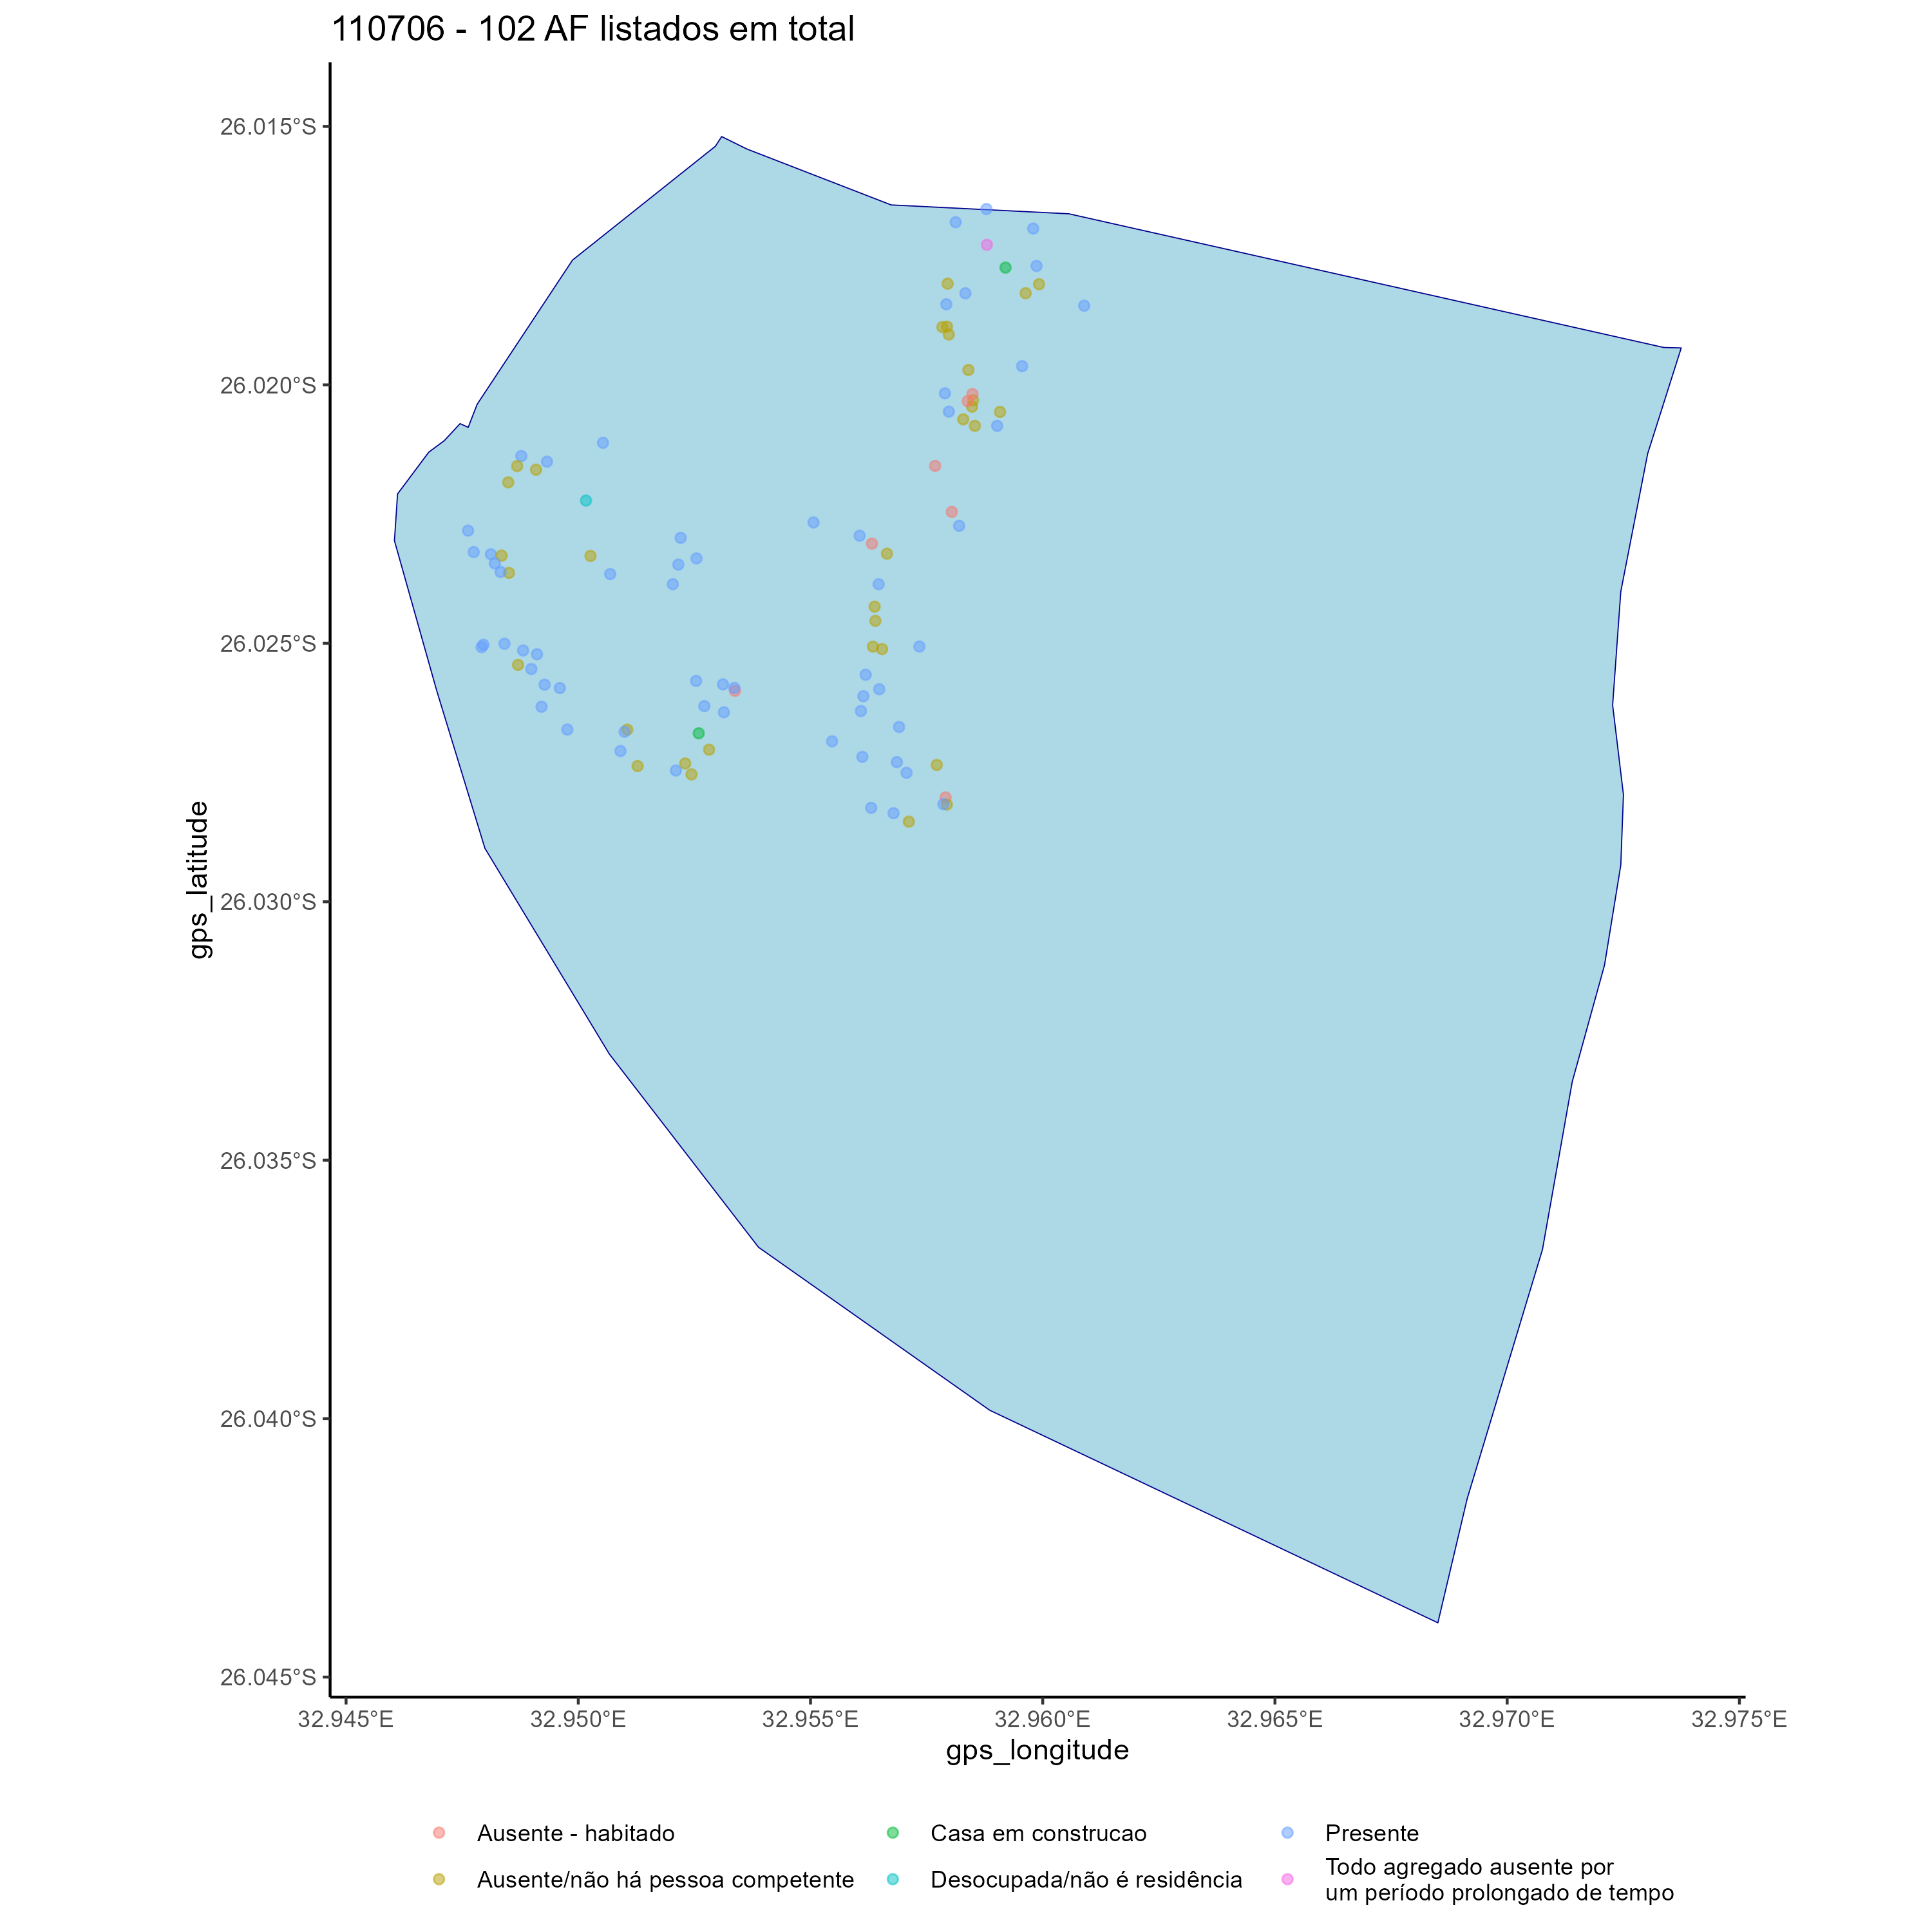 110706 - 102 AF listados em total
26.015°S
26.020°S
26.025°S
26.030°S
26.035°S
26.040°S
26.045°S
gps_latitude
32.945°E 32.950°E 32.955°E 32.960°E 32.965°E 32.970°E 32.975°E
gps_longitude
Ausente - habitado
Ausente/não há pessoa competente
Casa em construcao
Desocupada/não é residência
Presente
Todo agregado ausente por
um período prolongado de tempo